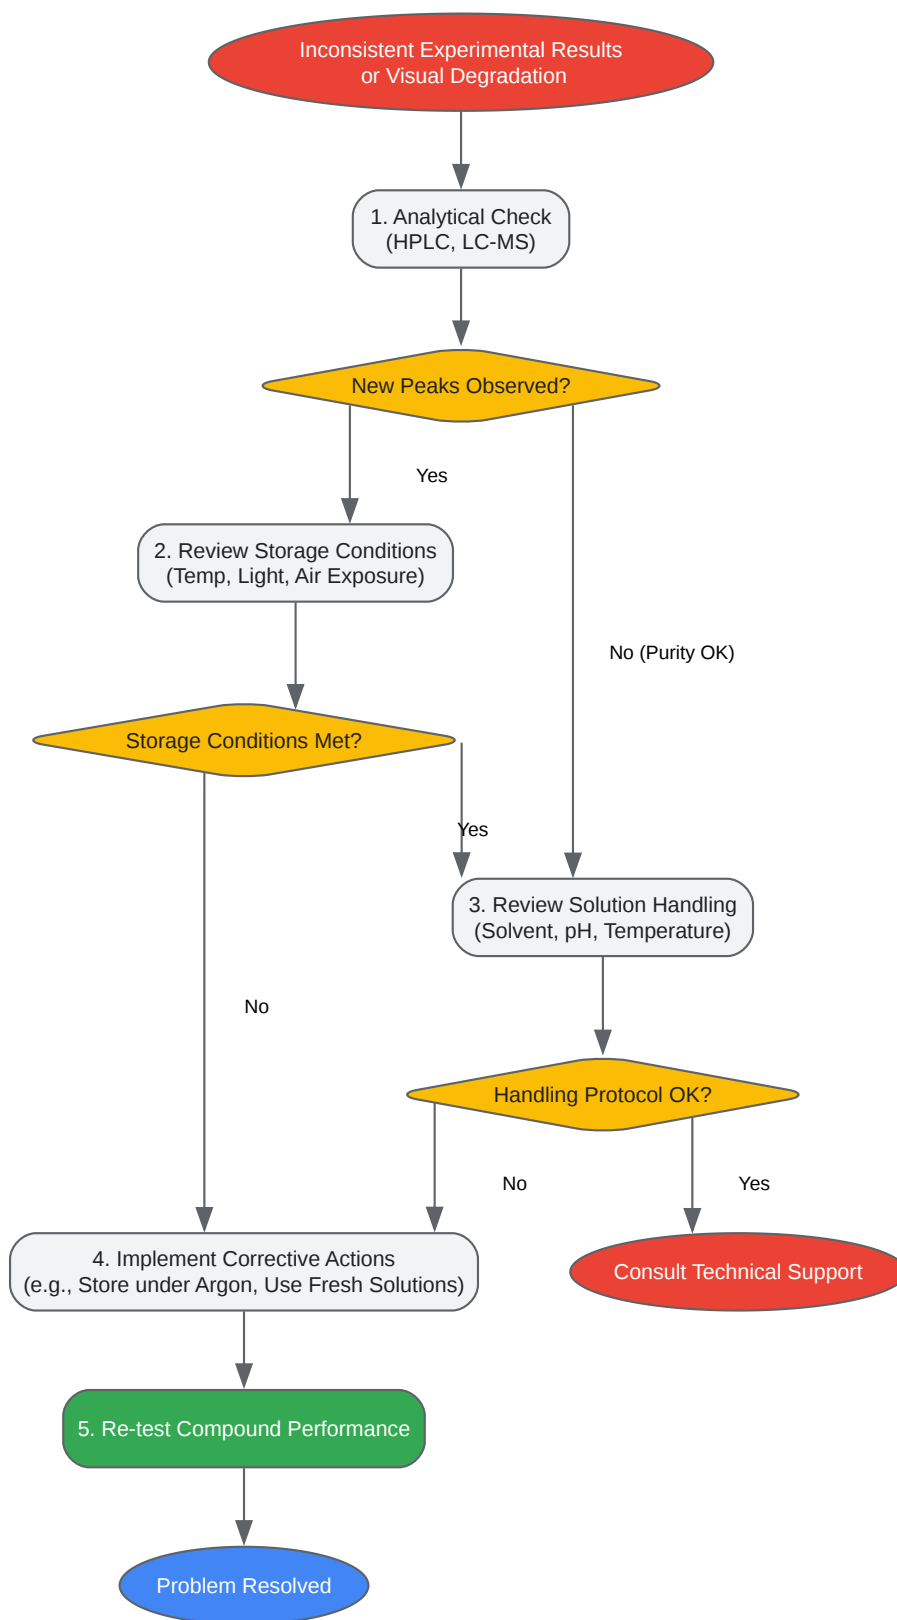 Inconsistent Experimental Results
or Visual Degradation
1. Analytical Check
(HPLC, LC-MS)
New Peaks Observed?
Yes
2. Review Storage Conditions
(Temp, Light, Air Exposure)
No (Purity OK)
Storage Conditions Met?
Yes
3. Review Solution Handling
(Solvent, pH, Temperature)
No
Handling Protocol OK?
No
Yes
4. Implement Corrective Actions
(e.g., Store under Argon, Use Fresh Solutions)
Consult Technical Support
5. Re-test Compound Performance
Problem Resolved